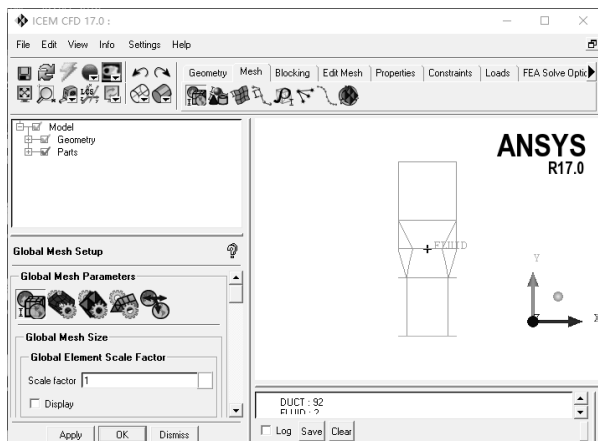 ICEM CFD 17.0 :
File Edit View Info Settings Help
Geometry Mesh Blocking Edit Mesh Properties Constraints Loads FEA Solve Optic
Model
Geometry
Parts
ANSYS
R17.0
FLUID
Y
X
Global Mesh Setup
Global Mesh Parameters
Global Mesh Size
Global Element Scale Factor
Scale factor 1
Display
Apply OK Dismiss
DUCT : 92
FLUID : 2
Log Save Clear